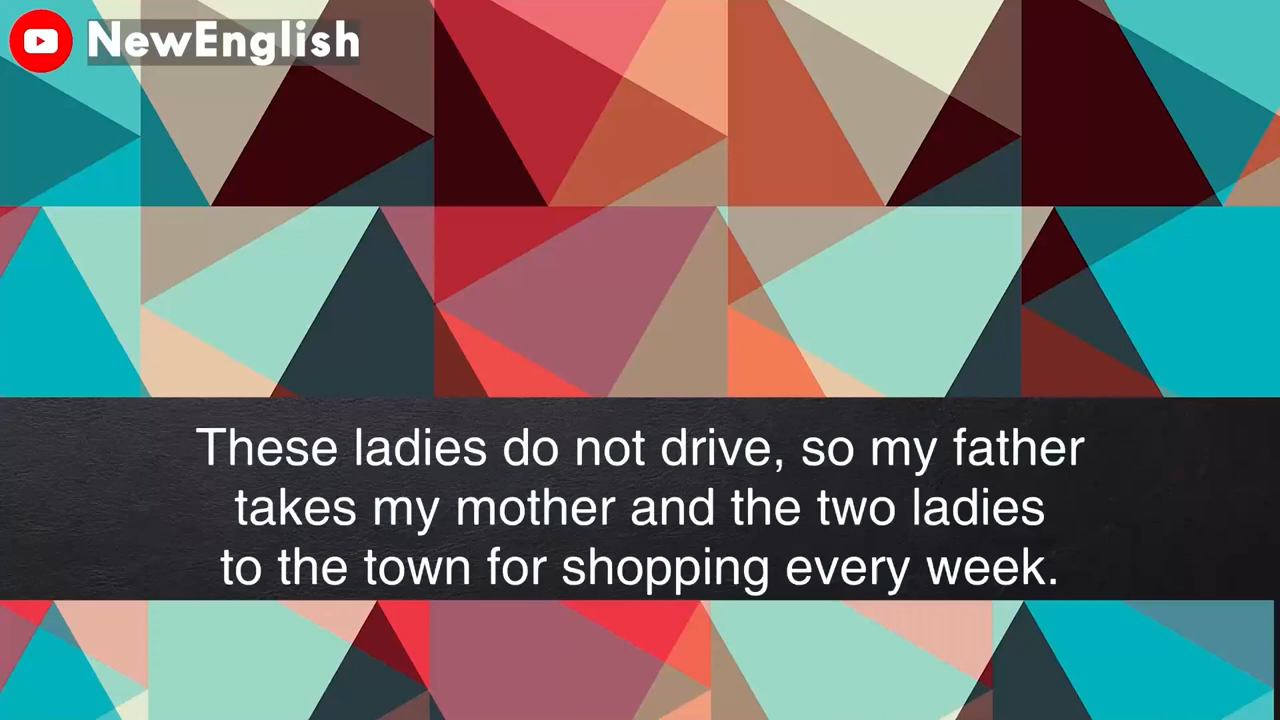 NewEnglish
These ladies do not drive, so my father
takes my mother and the two ladies
to the town for shopping every week.